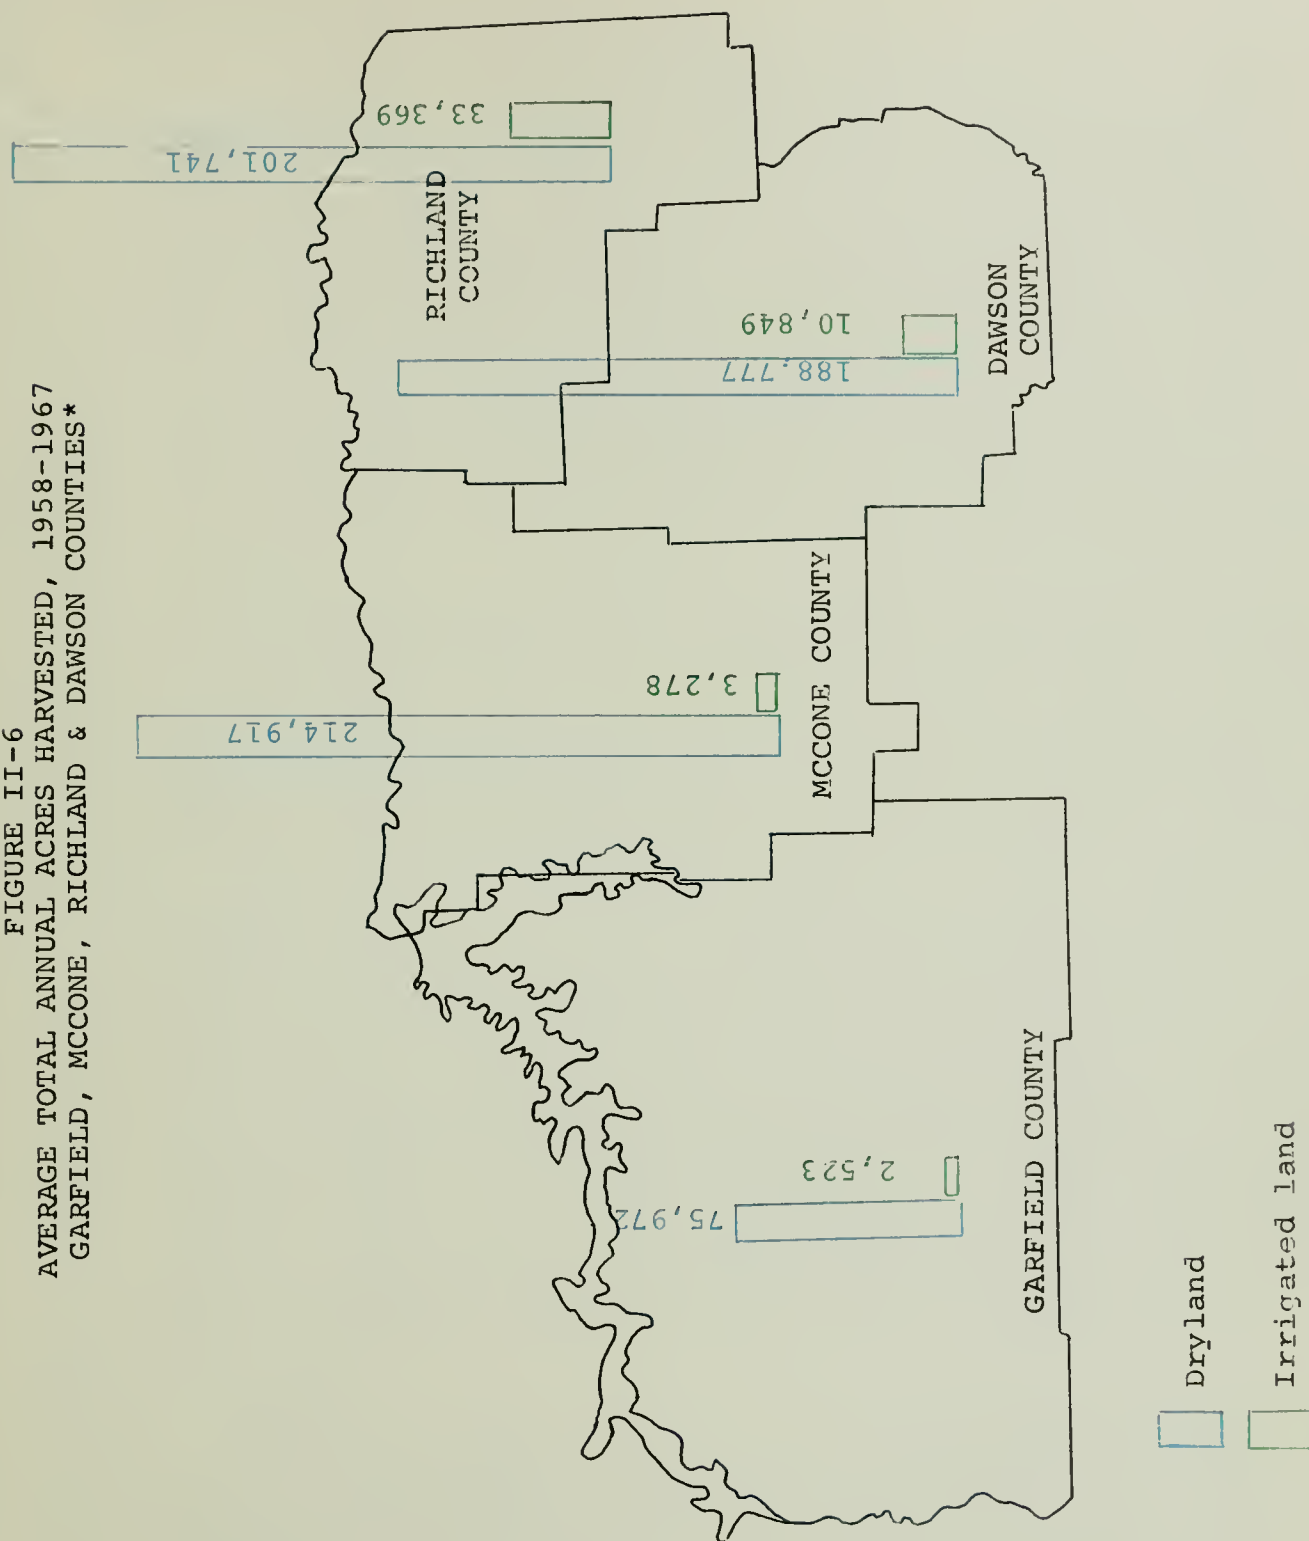 FIGURE II-6
AVERAGE TOTAL ANNUAL ACRES HARVESTED, 1958-1967
GARFIELD, MCCONE, RICHLAND & DAWSON COUNTIES*
201,741
33,369
RICHLAND
COUNTY
214,917
3,278
MCCONE COUNTY
188.777
10,849
DAWSON
COUNTY
75,972
2,523
GARFIELD COUNTY
Dryland
Irrigated land